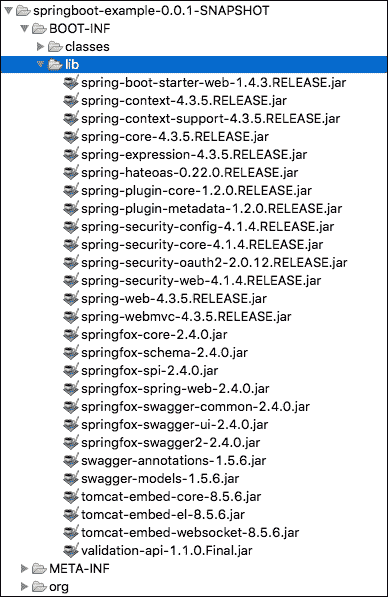 springboot-example-0.0.1-SNAPSHOT
BOOT-INF
classes
lib
spring-boot-starter-web-1.4.3.RELEASE.jar
spring-context-4.3.5.RELEASE.jar
spring-context-support-4.3.5.RELEASE.jar
spring-core-4.3.5.RELEASE.jar
spring-expression-4.3.5.RELEASE.jar
spring-hateoas-0.22.0.RELEASE.jar
spring-plugin-core-1.2.0.RELEASE.jar
spring-plugin-metadata-1.2.0.RELEASE.jar
spring-security-config-4.1.4.RELEASE.jar
spring-security-core-4.1.4.RELEASE.jar
spring-security-oauth2-2.0.12.RELEASE.jar
spring-security-web-4.1.4.RELEASE.jar
spring-web-4.3.5.RELEASE.jar
spring-webmvc-4.3.5.RELEASE.jar
springfox-core-2.4.0.jar
springfox-schema-2.4.0.jar
springfox-spi-2.4.0.jar
springfox-spring-web-2.4.0.jar
springfox-swagger-common-2.4.0.jar
springfox-swagger-ui-2.4.0.jar
springfox-swagger2-2.4.0.jar
swagger-annotations-1.5.6.jar
swagger-models-1.5.6.jar
tomcat-embed-core-8.5.6.jar
tomcat-embed-el-8.5.6.jar
tomcat-embed-websocket-8.5.6.jar
validation-api-1.1.0.Final.jar
META-INF
org